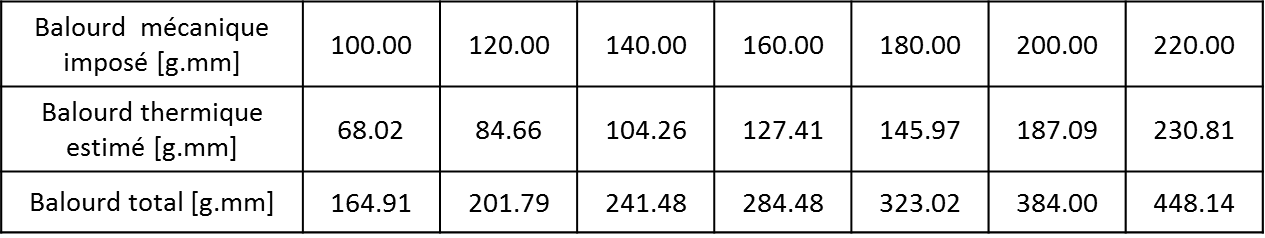 Balourd mécanique
imposé [g.mm] 100.00 120.00 140.00 160.00 180.00 200.00 220.00
Balourd thermique
estimé [g.mm] 68.02 84.66 104.26 127.41 145.97 187.09 230.81
Balourd total [g.mm] 164.91 201.79 241.48 284.48 323.02 384.00 448.14